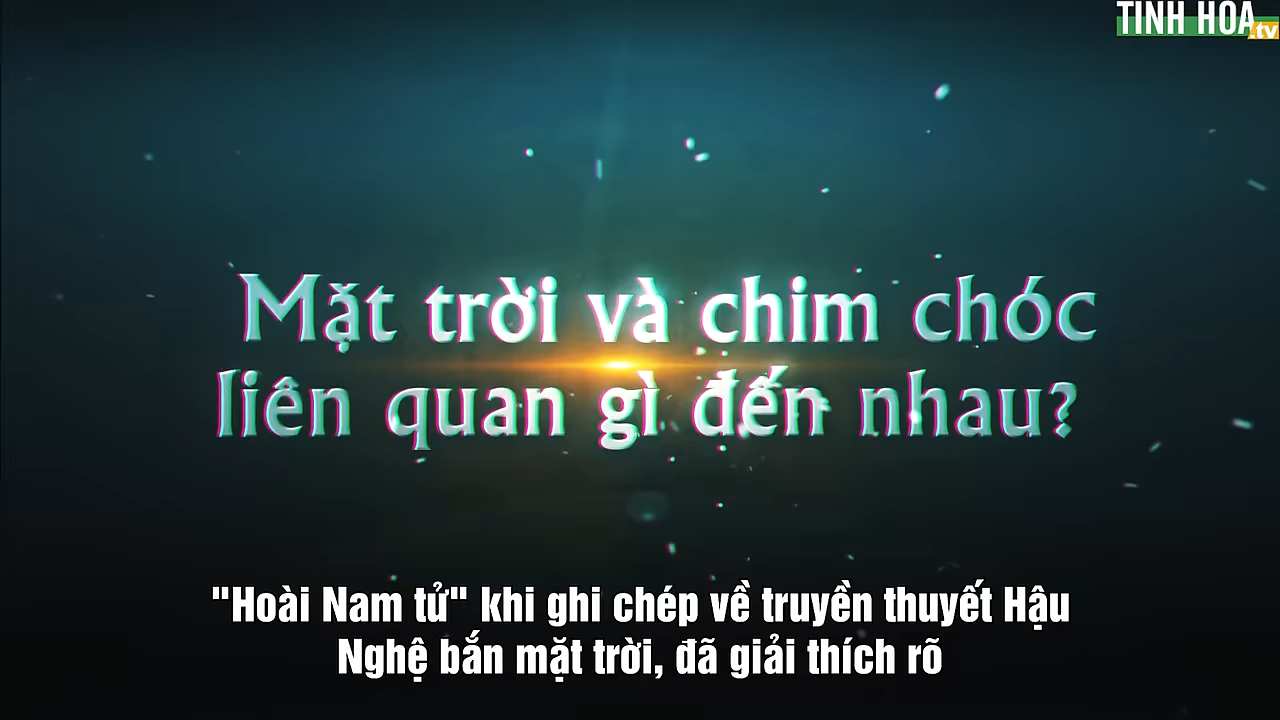 TINH HOA
.tv
Mặt trời và chim chóc
liên quan gì đến nhau?
"Hoài Nam tử" khi ghi chép về truyền thuyết Hậu
Nghệ bắn mặt trời, đã giải thích rõ